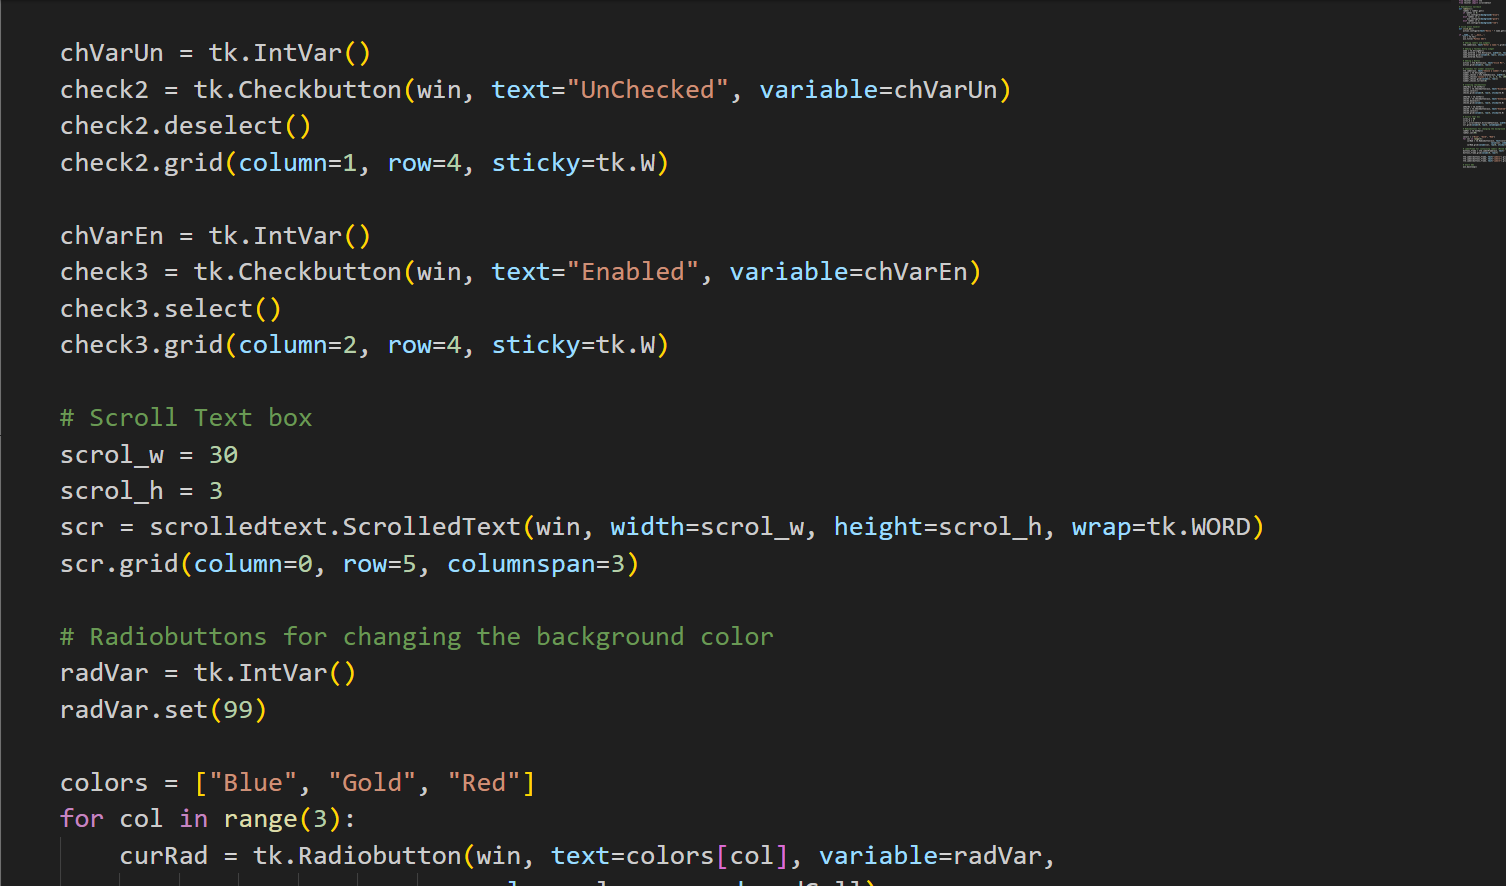 chVarUn = tk.IntVar()
check2 = tk.Checkbutton(win, text="UnChecked", variable=chVarUn)
check2.deselect()
check2.grid(column=1, row=4, sticky=tk.W)

chVarEn = tk.IntVar()
check3 = tk.Checkbutton(win, text="Enabled", variable=chVarEn)
check3.select()
check3.grid(column=2, row=4, sticky=tk.W)

# Scroll Text box
scrol_w = 30
scrol_h = 3
scr = scrolledtext.ScrolledText(win, width=scrol_w, height=scrol_h, wrap=tk.WORD)
scr.grid(column=0, row=5, columnspan=3)

# Radiobuttons for changing the background color
radVar = tk.IntVar()
radVar.set(99)

colors = ["Blue", "Gold", "Red"]
for col in range(3):
    curRad = tk.Radiobutton(win, text=colors[col], variable=radVar,